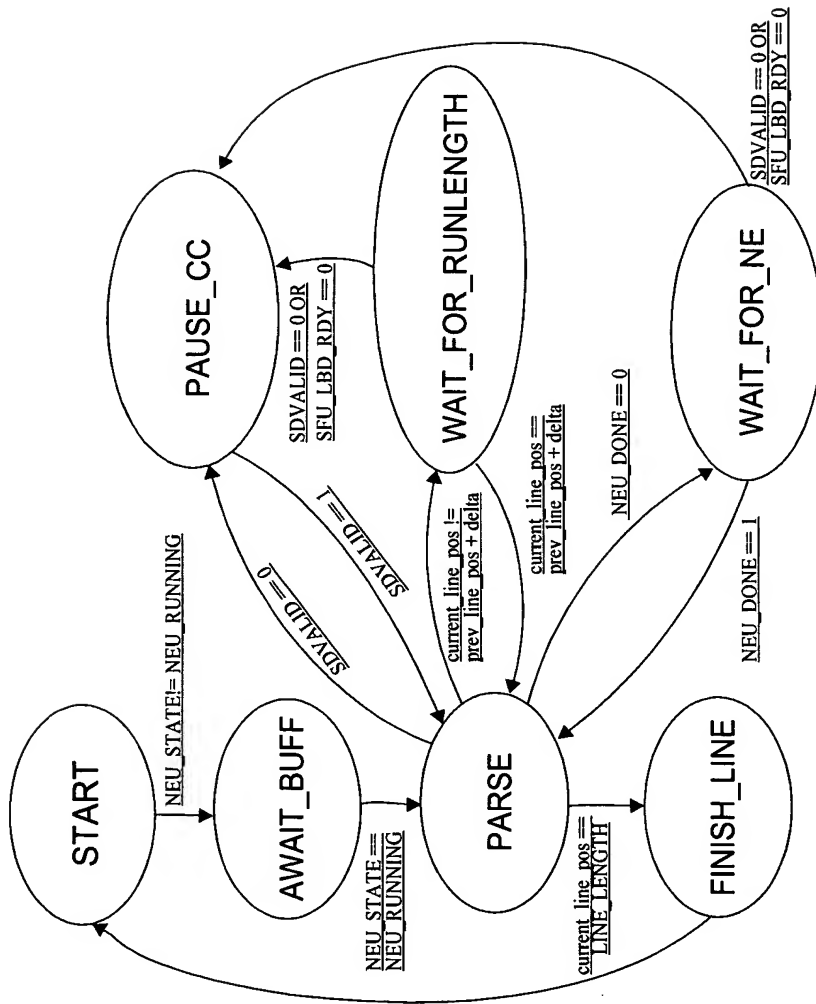 START
NEU_STATE!= NEU_RUNNING
AWAIT_BUFF
NEU_STATE ==
NEU_RUNNING
PARSE
current_line_pos ==
LINE_LENGTH
FINISH_LINE
PAUSE_CC
SDVALID == 0
SDVALID == 1
SDVALID == 0 OR
SFU_LBD_RDY == 0
WAIT_FOR_RUNLENGTH
current_line_pos !=
prev_line_pos + delta
current_line_pos ==
prev_line_pos + delta
NEU_DONE == 0
NEU_DONE == 1
WAIT_FOR_NE
SDVALID == 0 OR
SFU_LBD_RDY == 0